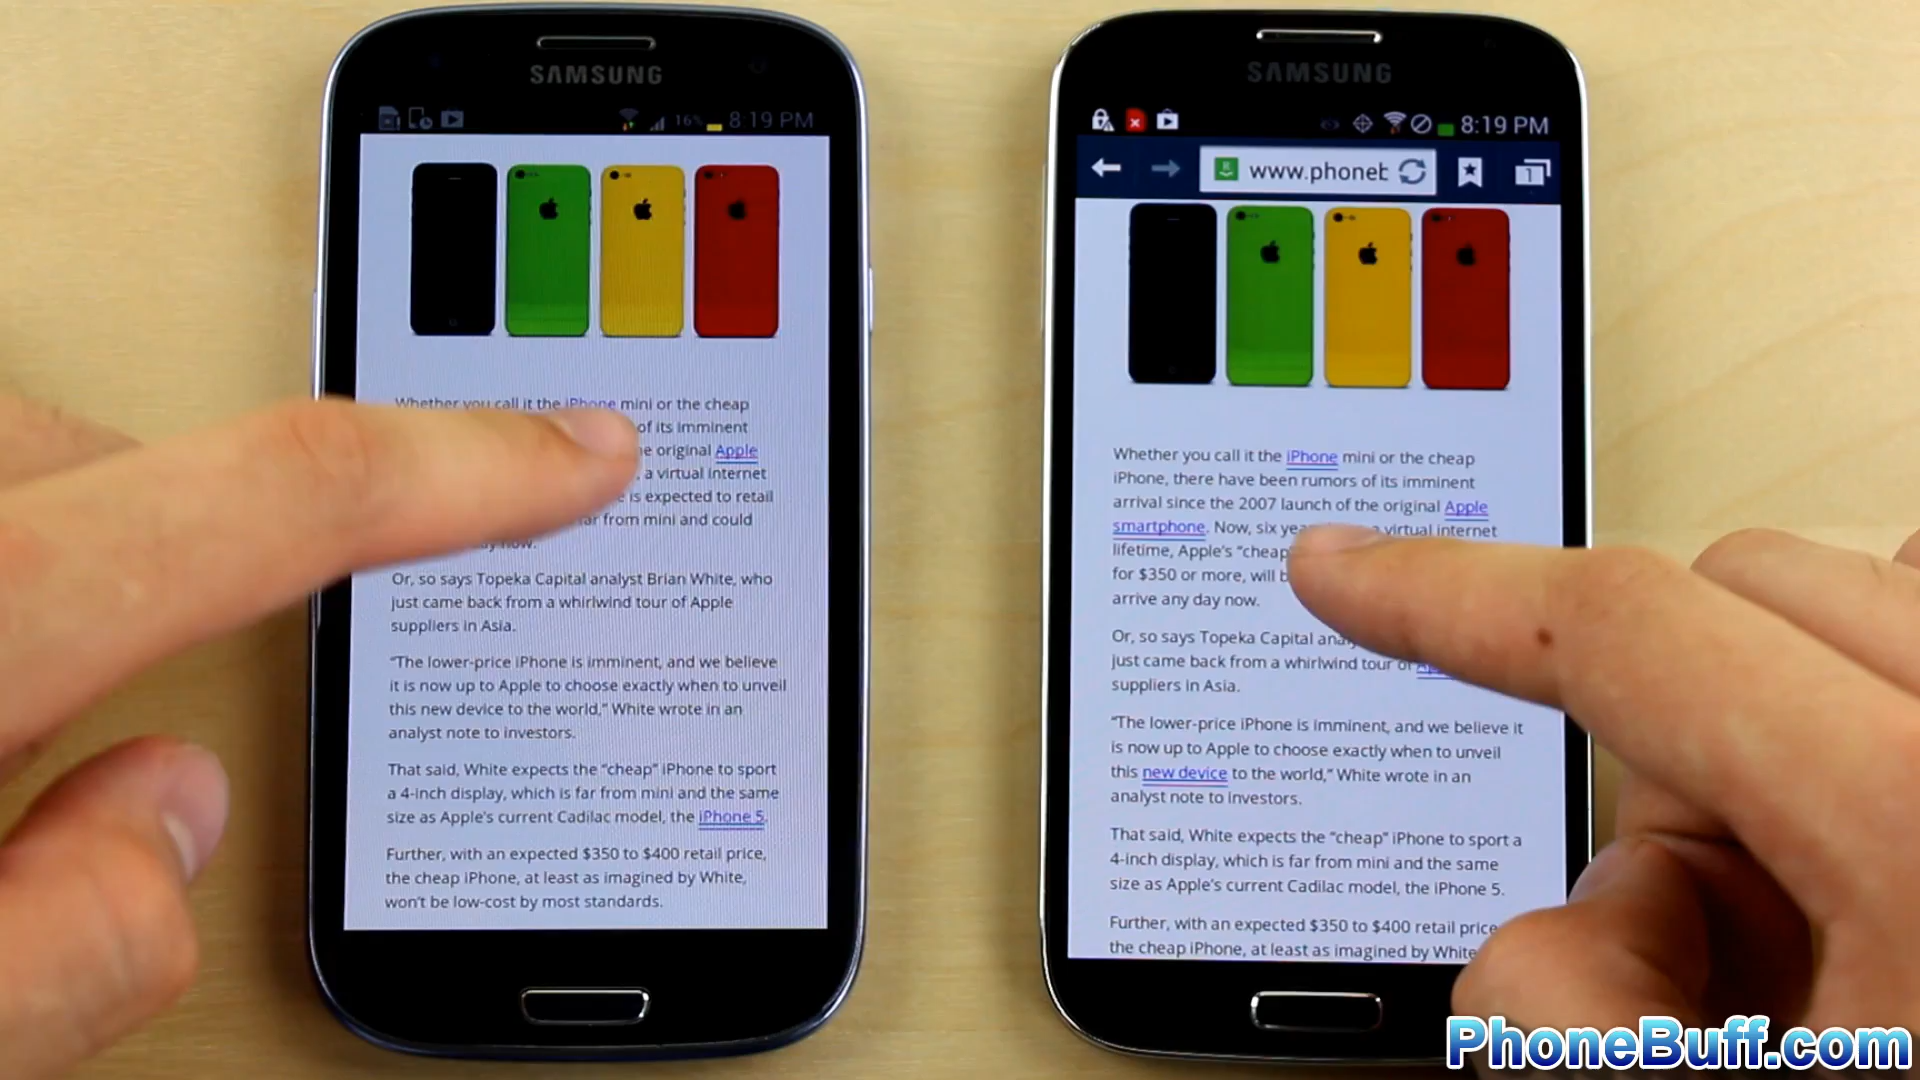 SAMSUNG
16% 8:19 PM
Whether you call it the iPhone mini or the cheap
of its imminent
original Apple
a virtual internet
is expected to retail
from mini and could
now.
Or, so says Topeka Capital analyst Brian White, who
just came back from a whirlwind tour of Apple
suppliers in Asia.
“The lower-price iPhone is imminent, and we believe
it is now up to Apple to choose exactly when to unveil
this new device to the world,” White wrote in an
analyst note to investors.
That said, White expects the “cheap” iPhone to sport
a 4-inch display, which is far from mini and the same
size as Apple’s current Cadilac model, the iPhone 5.
Further, with an expected $350 to $400 retail price,
the cheap iPhone, at least as imagined by White,
won’t be low-cost by most standards.
SAMSUNG
8:19 PM
www.phoneb
1
Whether you call it the iPhone mini or the cheap
iPhone, there have been rumors of its imminent
arrival since the 2007 launch of the original Apple
smartphone. Now, six a virtual internet
lifetime, Apple’s “cheap
for $350 or more, will
arrive any day now.
Or, so says Topeka Capital
just came back from a whirlwind tour of
suppliers in Asia.
“The lower-price iPhone is imminent, and we believe it
is now up to Apple to choose exactly when to unveil
this new device to the world,” White wrote in an
analyst note to investors.
That said, White expects the “cheap” iPhone to sport a
4-inch display, which is far from mini and the same
size as Apple’s current Cadilac model, the iPhone 5.
Further, with an expected $350 to $400 retail price
the cheap iPhone, at least as imagined by White
PhoneBuff.com